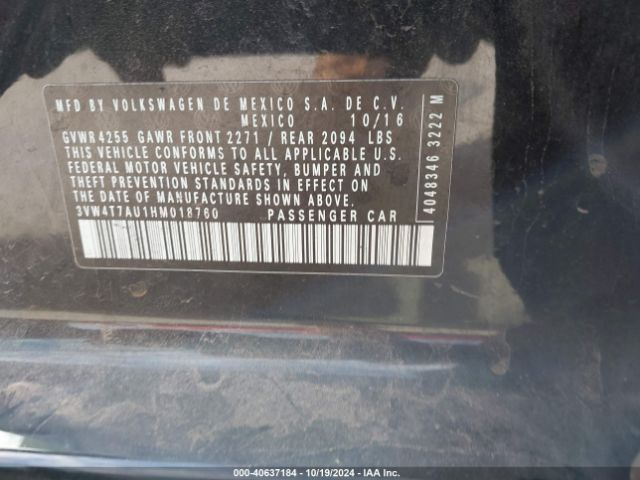 MFD BY VOLKSWAGEN DE MEXICO S.A. DE C.V.
MEXICO 10/16
GVWR 4255 GAWR FRONT 2271 / REAR 2094 LBS
THIS VEHICLE CONFORMS TO ALL APPLICABLE U.S.
FEDERAL MOTOR VEHICLE SAFETY, BUMPER AND
THEFT PREVENTION STANDARDS IN EFFECT ON
THE DATE OF MANUFACTURE SHOWN ABOVE.
3VW4T7AU1HM018760 PASSENGER CAR
4048346 3222 M
000-40637184 - 10/19/2024 - IAA Inc.